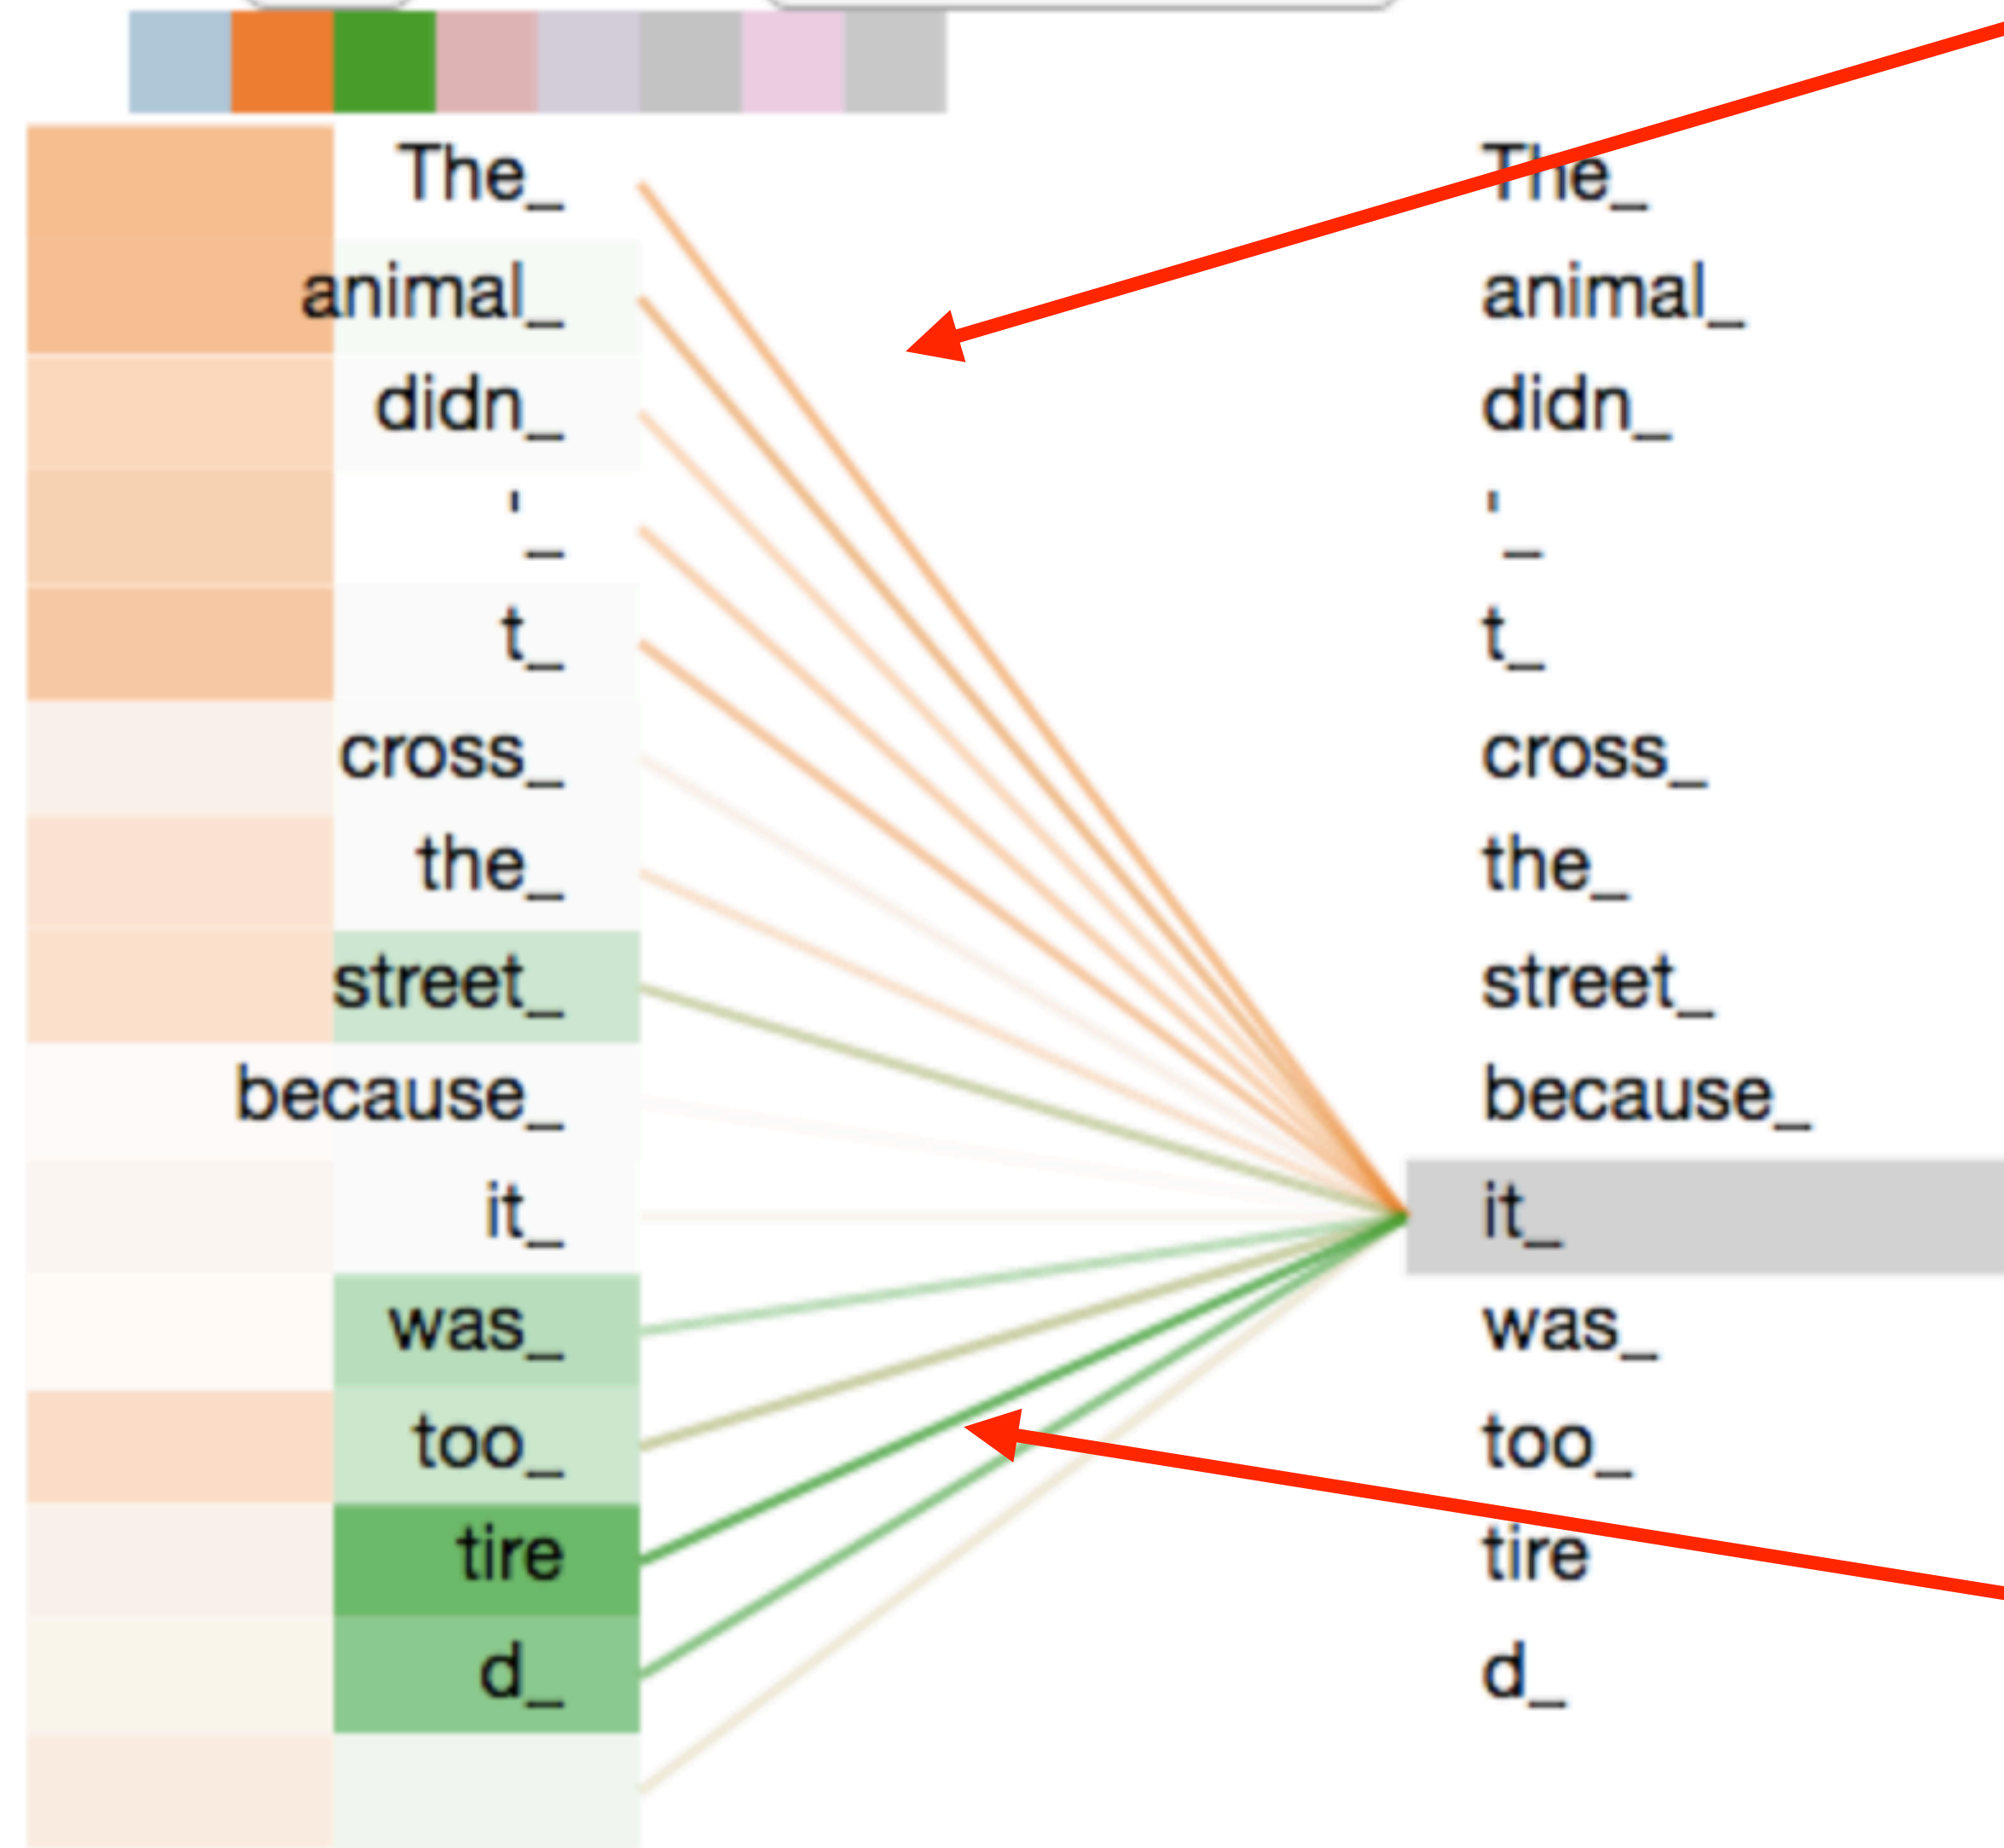 The_ The_
animal_ animal_
didn_ didn_
'_ '_
t_ t_
cross_ cross_
the_ the_
street_ street_
because_ because_
it_ it_
was_ was_
too_ too_
tire tire
d_ d_